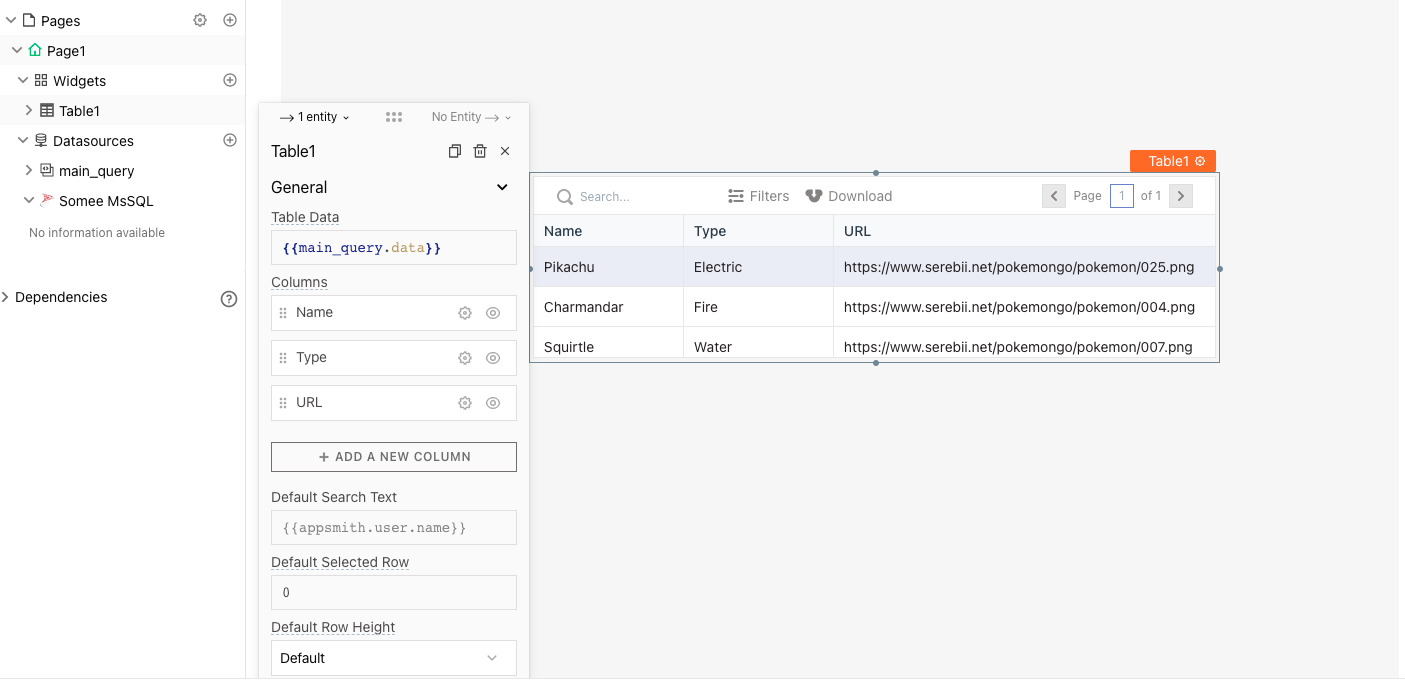 Pages
Page1
Widgets
Table1
Datasources
main_query
Somee MsSQL
No information available
Dependencies
1 entity
No Entity
Table1
General
Table Data
{{main_query.data}}
Columns
Name
Type
URL
ADD A NEW COLUMN
Default Search Text
{{appsmith.user.name}}
Default Selected Row
0
Default Row Height
Default
Table1
Search... Filters Download Page 1 of 1
Name Type URL
Pikachu Electric https://www.serebii.net/pokemongo/pokemon/025.png
Charmandar Fire https://www.serebii.net/pokemongo/pokemon/004.png
Squirtle Water https://www.serebii.net/pokemongo/pokemon/007.png